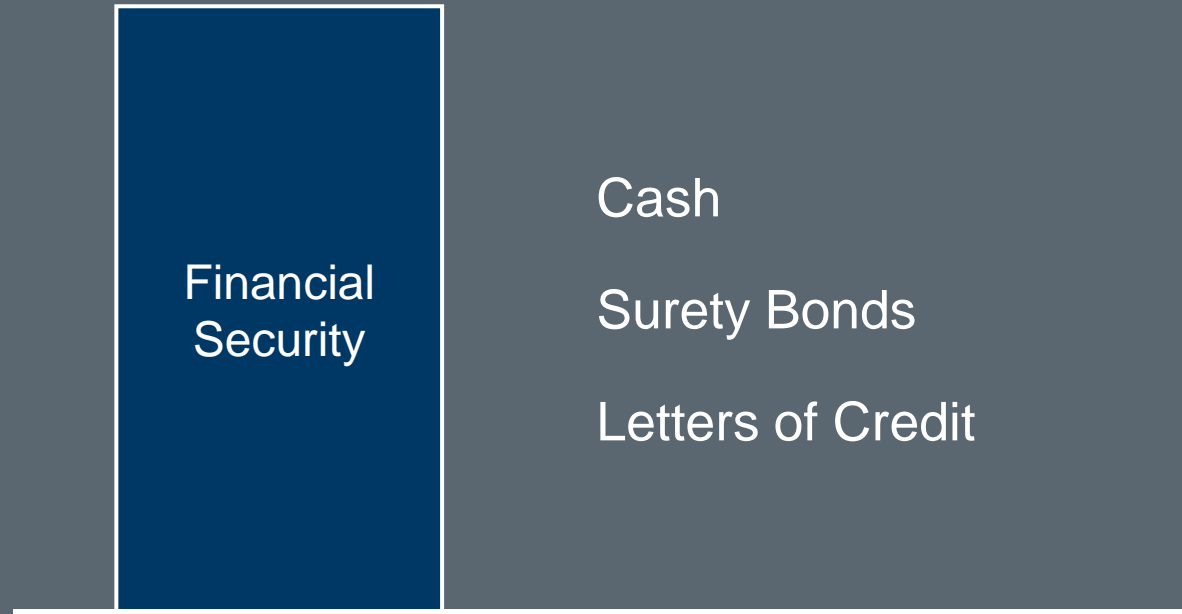 Financial
Security
Cash
Surety Bonds
Letters of Credit